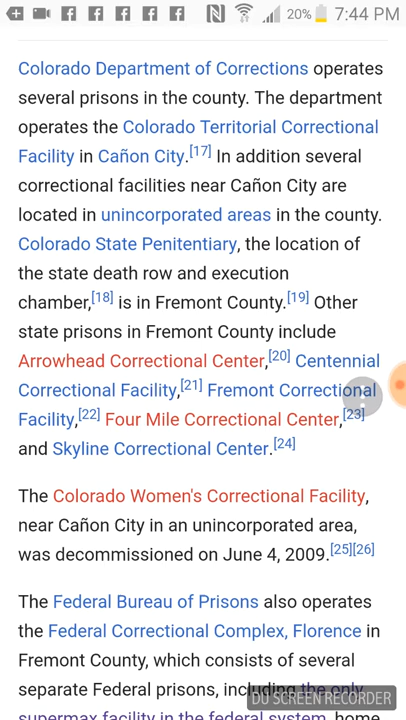 20% 7:44 PM
Colorado Department of Corrections operates
several prisons in the county. The department
operates the Colorado Territorial Correctional
Facility in Cañon City.[17] In addition several
correctional facilities near Cañon City are
located in unincorporated areas in the county.
Colorado State Penitentiary, the location of
the state death row and execution
chamber,[18] is in Fremont County.[19] Other
state prisons in Fremont County include
Arrowhead Correctional Center,[20] Centennial
Correctional Facility,[21] Fremont Correctional
Facility,[22] Four Mile Correctional Center,[23]
and Skyline Correctional Center.[24]
The Colorado Women's Correctional Facility,
near Cañon City in an unincorporated area,
was decommissioned on June 4, 2009.[25][26]
The Federal Bureau of Prisons also operates
the Federal Correctional Complex, Florence in
Fremont County, which consists of several
separate Federal prisons, including the only
DU SCREEN RECORDER
supermax facility in the federal system, home